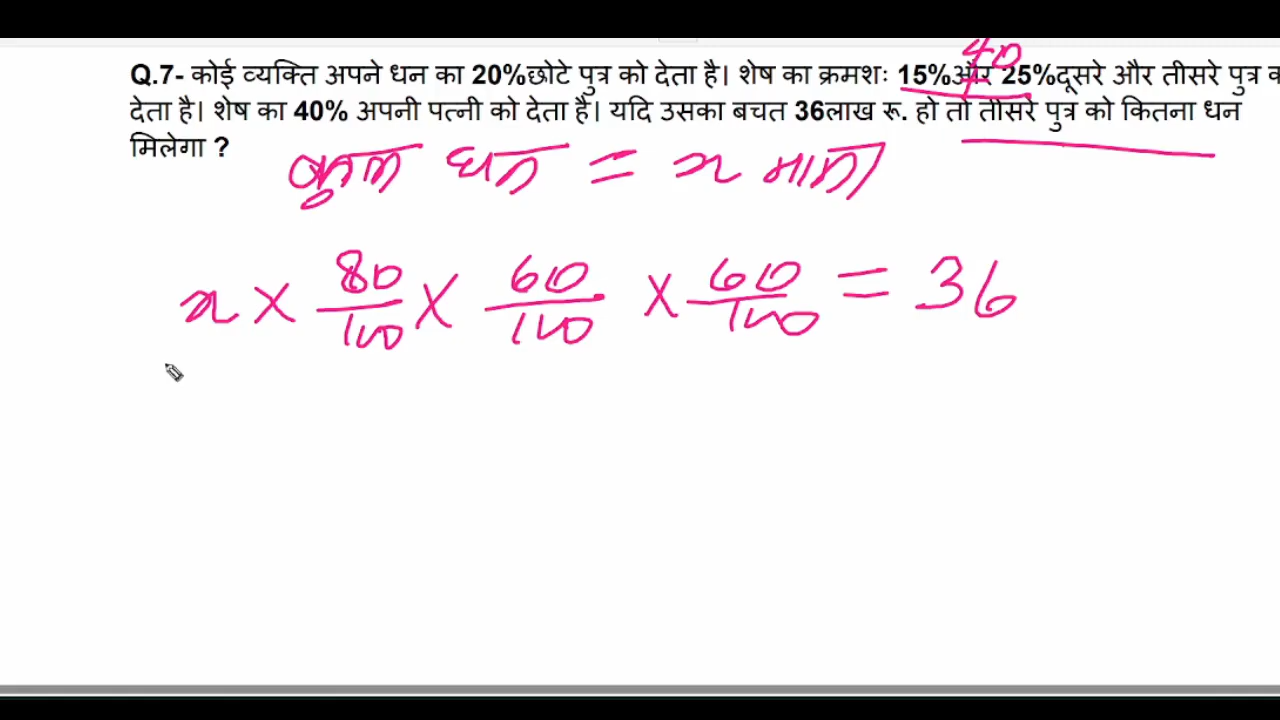 40
Q.7- कोई व्यक्ति अपने धन का 20%छोटे पुत्र को देता है। शेष का क्रमशः 15%और 25%दूसरे और तीसरे पुत्र क
देता है। शेष का 40% अपनी पत्नी को देता है। यदि उसका बचत 36लाख रू. हो तो तीसरे पुत्र को कितना धन
मिलेगा ?
कुल धन = x माना
x × 80/100 × 60/100 × 60/100 = 36